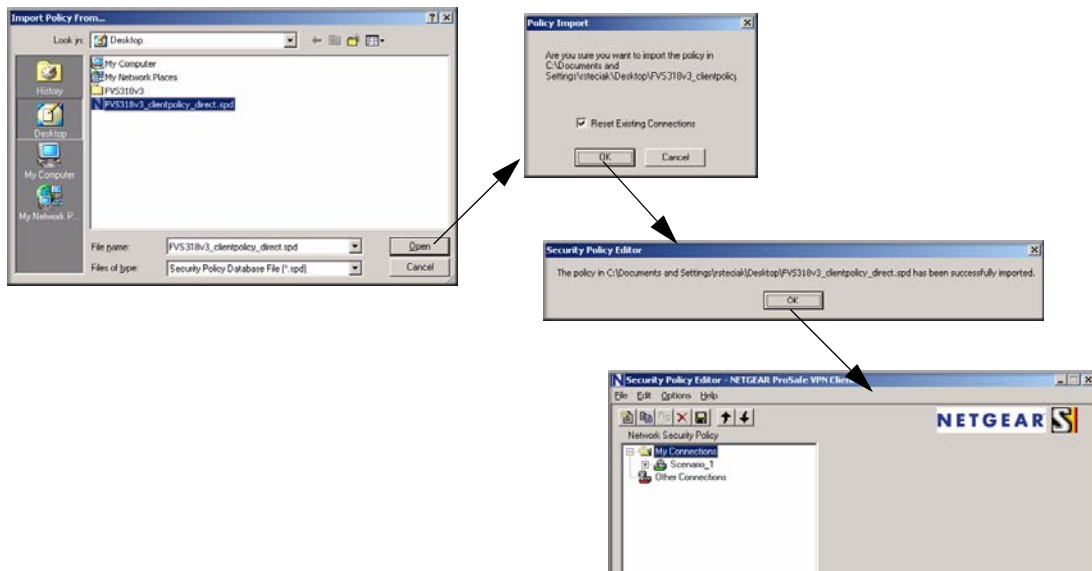 Import Policy From...
Look in:
Desktop
My Computer
My Network Places
FVS318v3
FVS318v3_clientpolicy_direct.spd
History
Desktop
My Computer
My Network P...
File name:
FVS318v3_clientpolicy_direct.spd
Open
Files of type:
Security Policy Database File (*.spd)
Cancel
Policy Import
Are you sure you want to import the policy in
C:\Documents and
Settings\rsteciak\Desktop\FVS318v3_clientpolicy
Reset Existing Connections
OK
Cancel
Security Policy Editor
The policy in C:\Documents and Settings\rsteciak\Desktop\FVS318v3_clientpolicy_direct.spd has been successfully imported.
OK
Security Policy Editor - NETGEAR ProSafe VPN Client
File Edit Options Help
NETGEAR
Network Security Policy
My Connections
Scenario_1
Other Connections